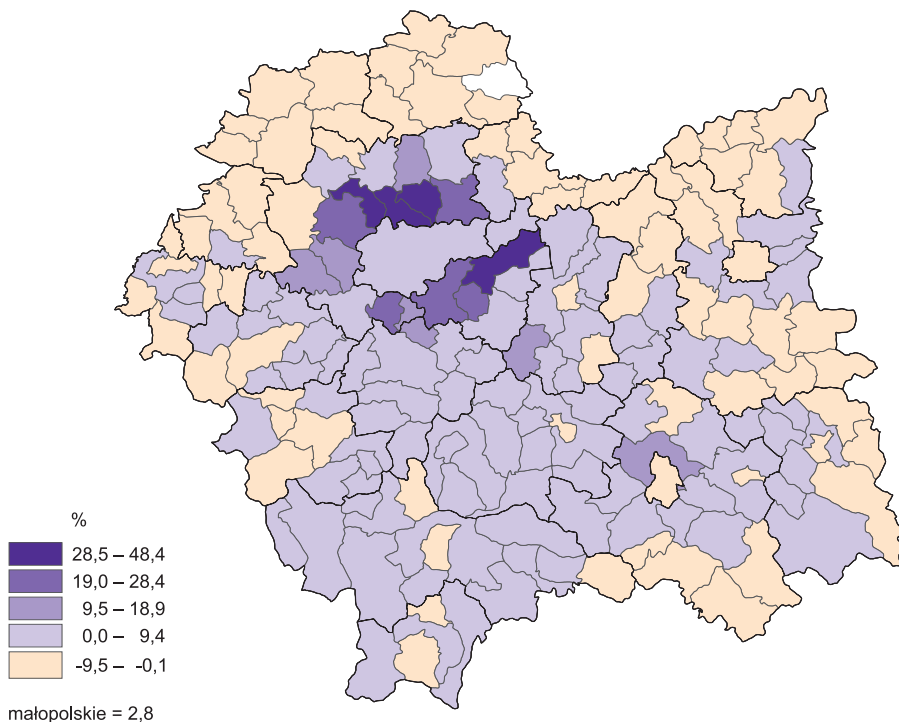 %
28,5 – 48,4
19,0 – 28,4
9,5 – 18,9
0,0 – 9,4
-9,5 – -0,1
małopolskie = 2,8